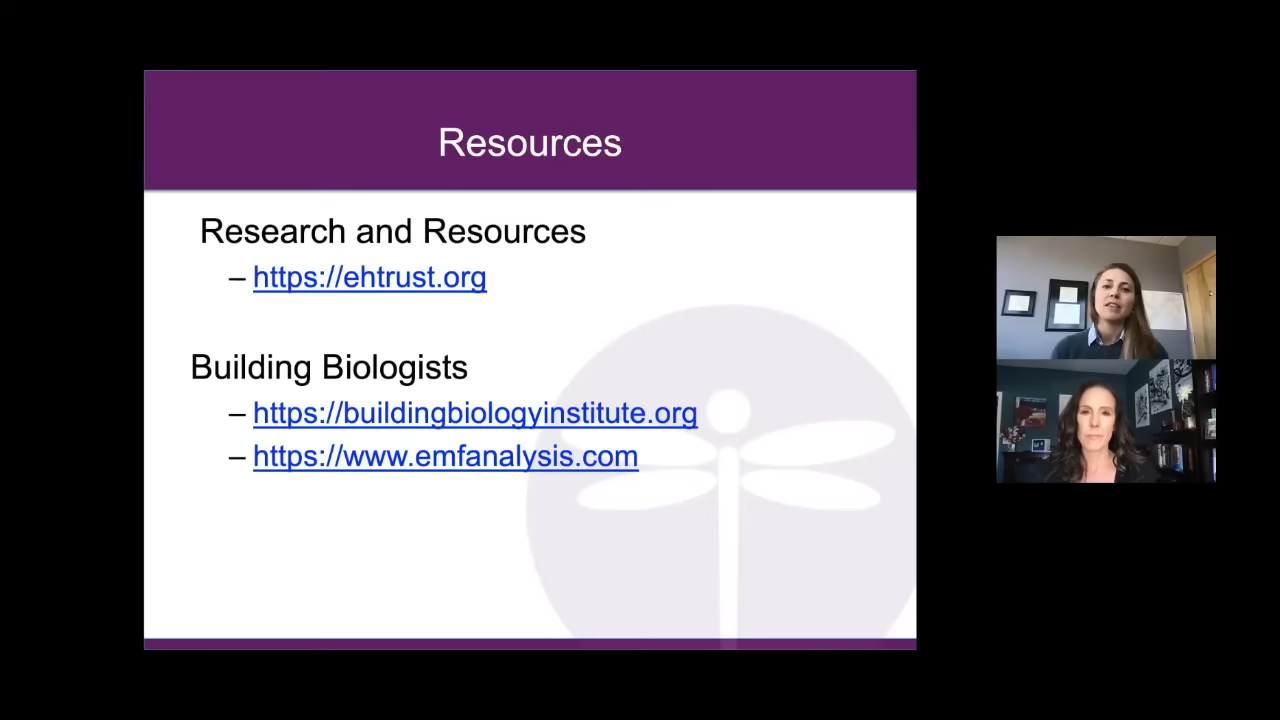 Resources
Research and Resources
– https://ehtrust.org
Building Biologists
– https://buildingbiologyinstitute.org
– https://www.emfanalysis.com